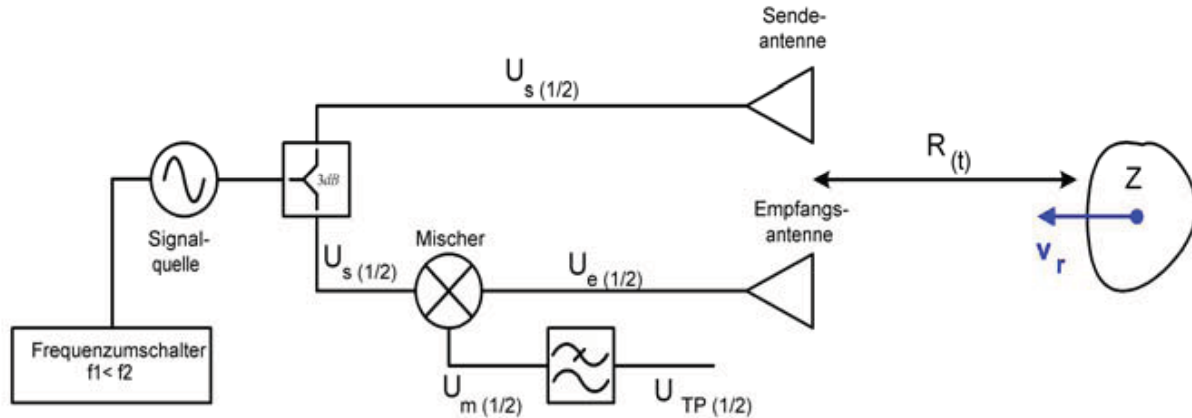 Sende-
antenne
U s (1/2)
3dB
R (t)
Z
Signal-
quelle
Mischer
Empfangs-
antenne
v r
U s (1/2)
U e (1/2)
Frequenzumschalter
f1< f2
U m (1/2)
U TP (1/2)